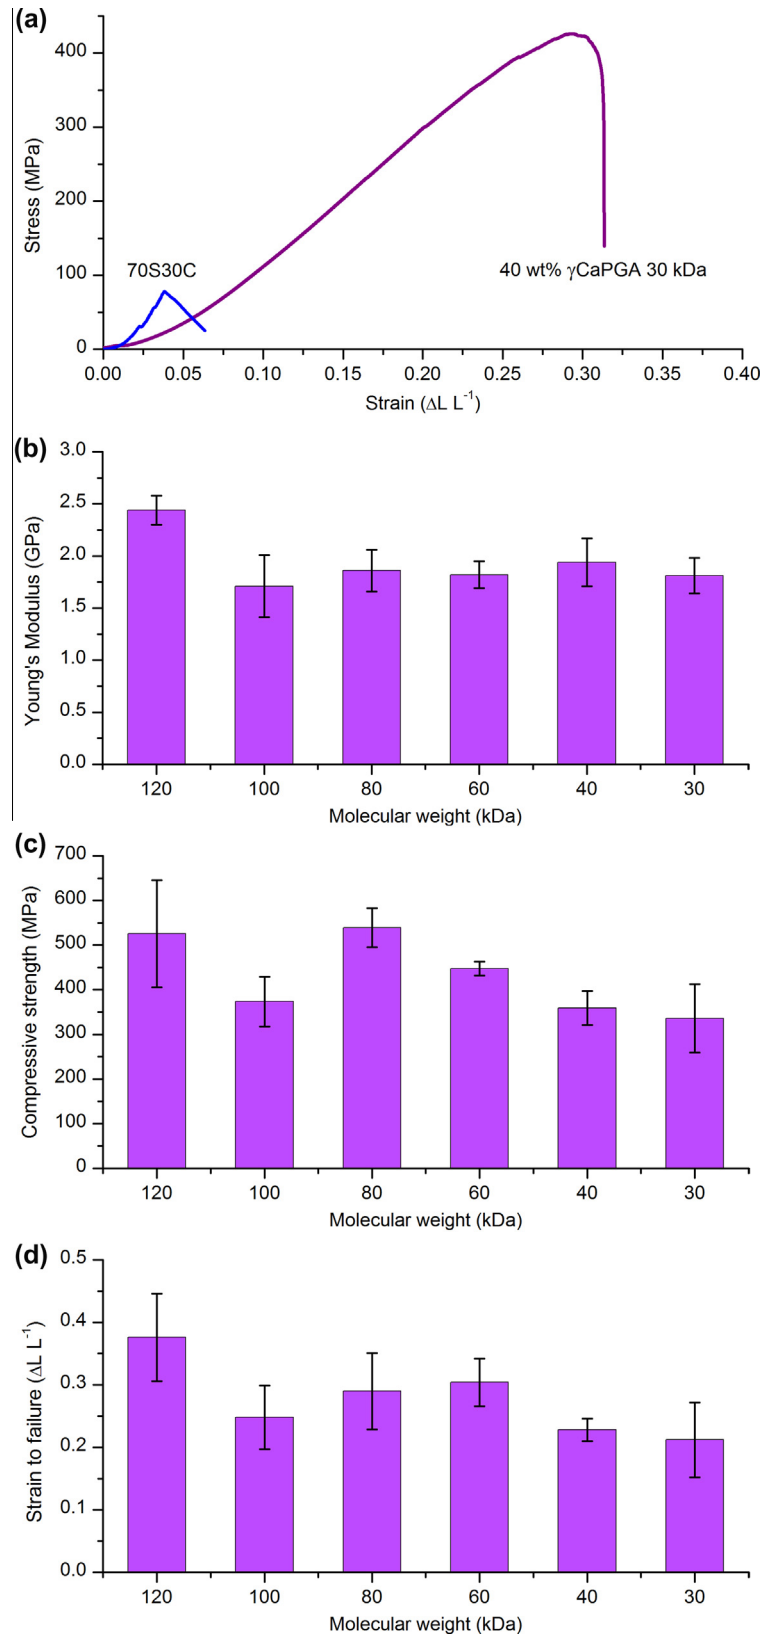 (a)
400
300
200
100
0
Stress (MPa)
70S30C
40 wt% γCaPGA 30 kDa
0.00 0.05 0.10 0.15 0.20 0.25 0.30 0.35 0.40
Strain (ΔL L⁻¹)
(b)
3.0
2.5
2.0
1.5
1.0
0.5
0.0
Young's Modulus (GPa)
120 100 80 60 40 30
Molecular weight (kDa)
(c)
700
600
500
400
300
200
100
0
Compressive strength (MPa)
120 100 80 60 40 30
Molecular weight (kDa)
(d)
0.5
0.4
0.3
0.2
0.1
0.0
Strain to failure (ΔL L⁻¹)
120 100 80 60 40 30
Molecular weight (kDa)